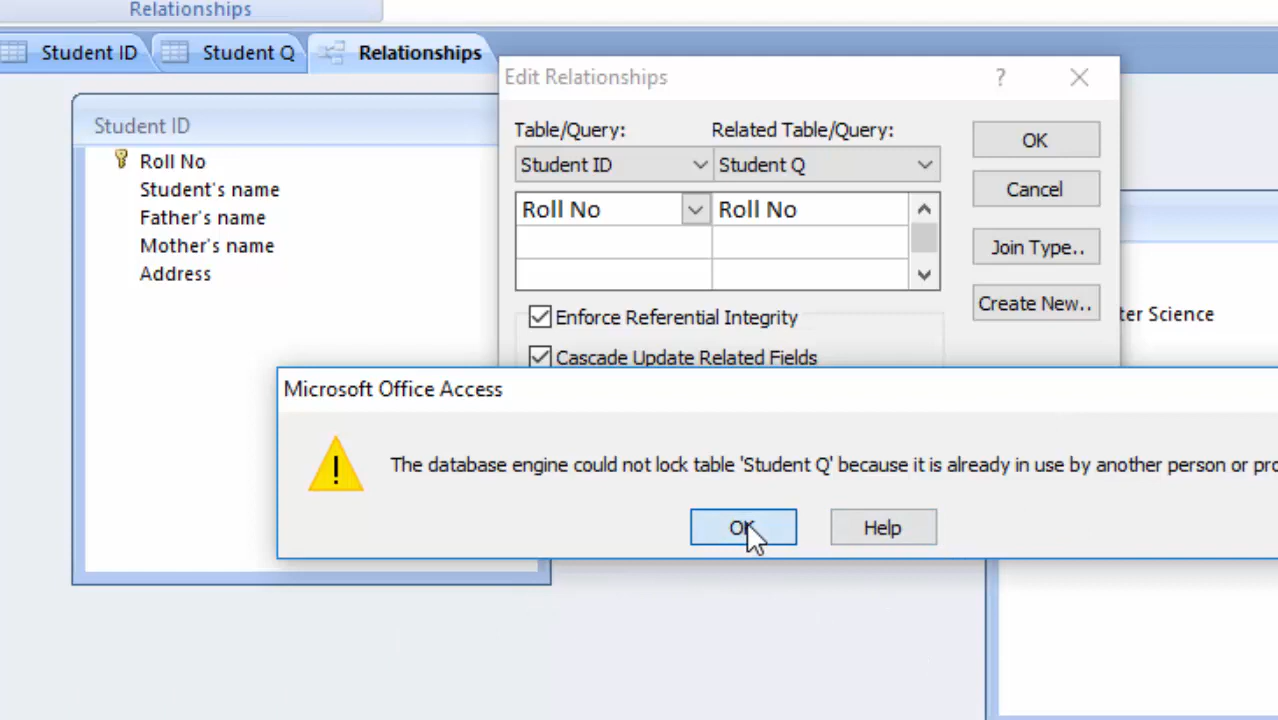 Relationships
Student ID
Student Q
Relationships
Student ID
Roll No
Student's name
Father's name
Mother's name
Address
Edit Relationships
?
Table/Query:
Related Table/Query:
Student ID
Student Q
Roll No
Roll No
Enforce Referential Integrity
Cascade Update Related Fields
OK
Cancel
Join Type..
Create New..
ter Science
Microsoft Office Access
The database engine could not lock table 'Student Q' because it is already in use by another person or pro
OK
Help